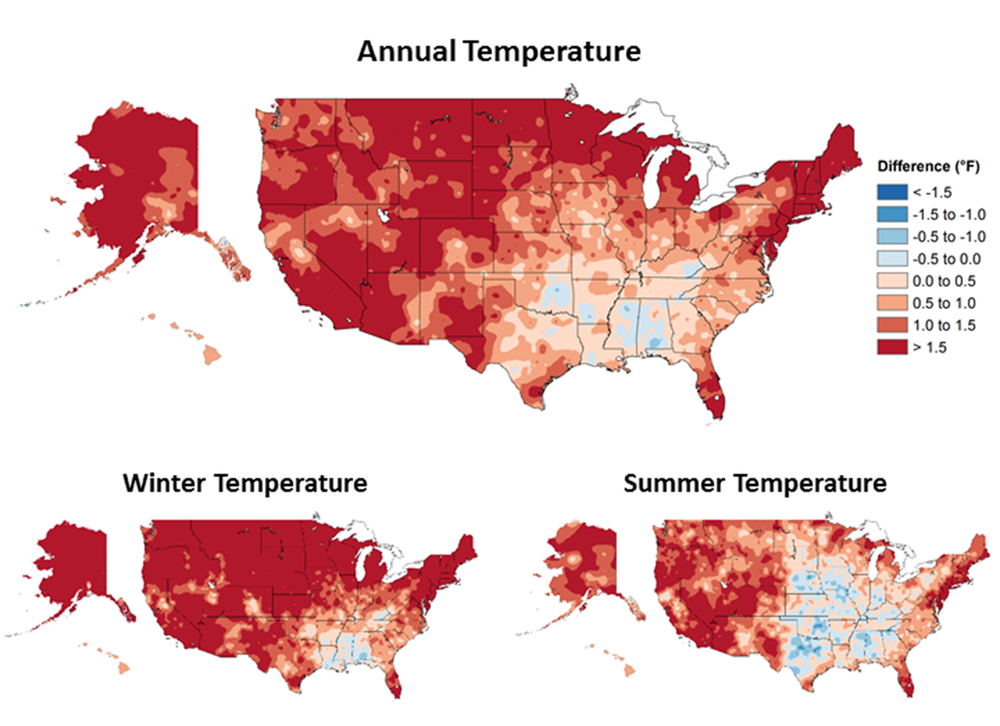 Annual Temperature
Difference (°F)
< -1.5
-1.5 to -1.0
-0.5 to -1.0
-0.5 to 0.0
0.0 to 0.5
0.5 to 1.0
1.0 to 1.5
> 1.5
Winter Temperature
Summer Temperature